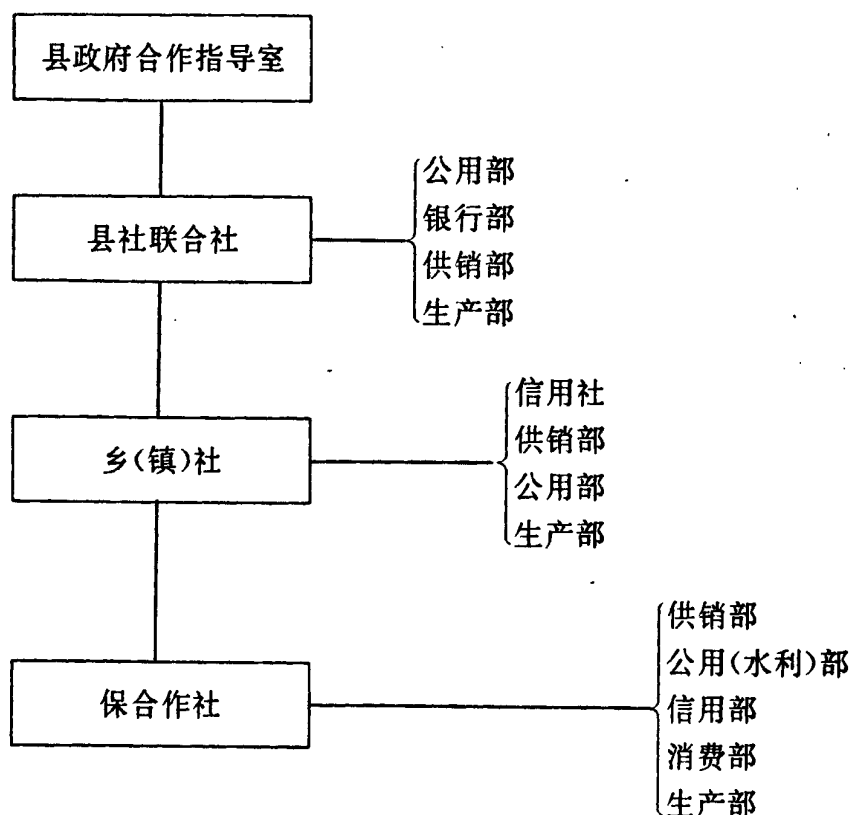 县政府合作指导室
县社联合社
公用部
银行部
供销部
生产部
乡(镇)社
信用社
供销部
公用部
生产部
保合作社
供销部
公用(水利)部
信用部
消费部
生产部